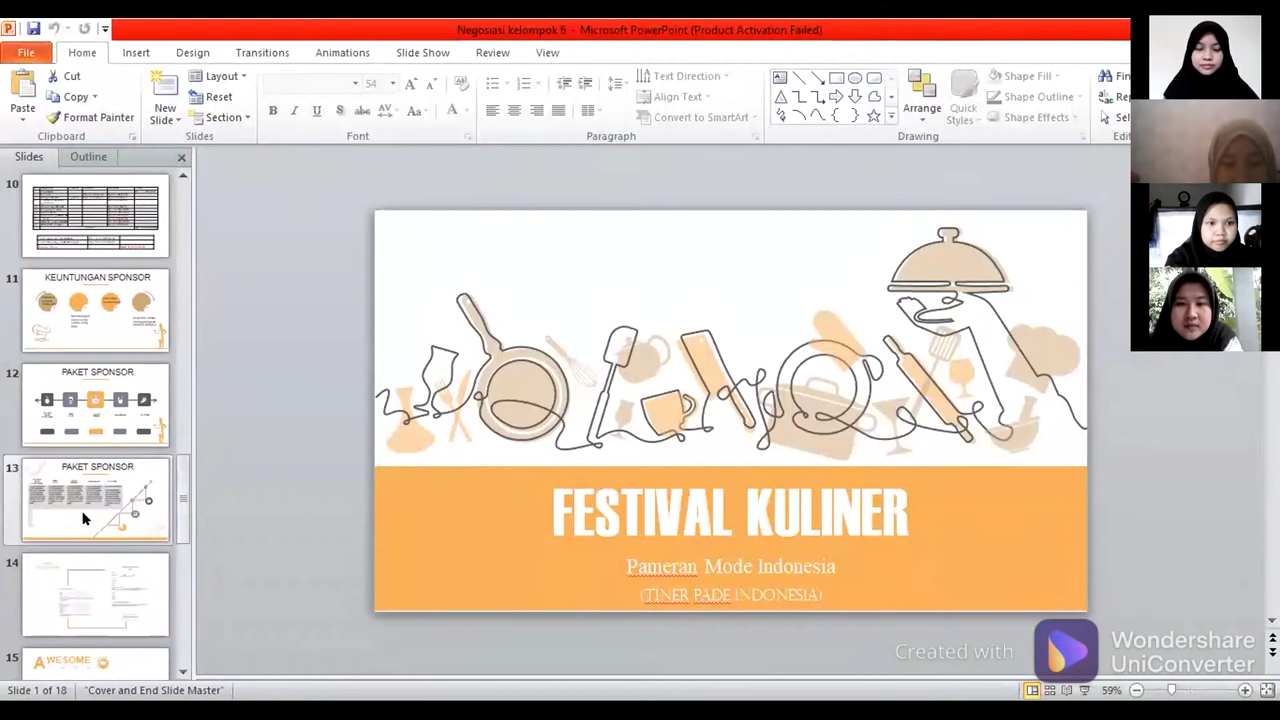 Negosiasi kelompok 6 - Microsoft PowerPoint (Product Activation Failed)
File Home Insert Design Transitions Animations Slide Show Review View
Cut
Copy
Format Painter
Paste
Clipboard
New
Slide
Layout
Reset
Section
Slides
54
Font
Text Direction
Align Text
Convert to SmartArt
Paragraph
Arrange
Quick
Styles
Shape Fill
Shape Outline
Shape Effects
Drawing
Slides Outline
10
11
KEUNTUNGAN SPONSOR
12
PAKET SPONSOR
13
PAKET SPONSOR
14
15
AWESOME
FESTIVAL KULINER
Pameran Mode Indonesia
(TINER PADE INDONESIA)
Created with
Wondershare
UniConverter
Slide 1 of 18 "Cover and End Slide Master" 59%